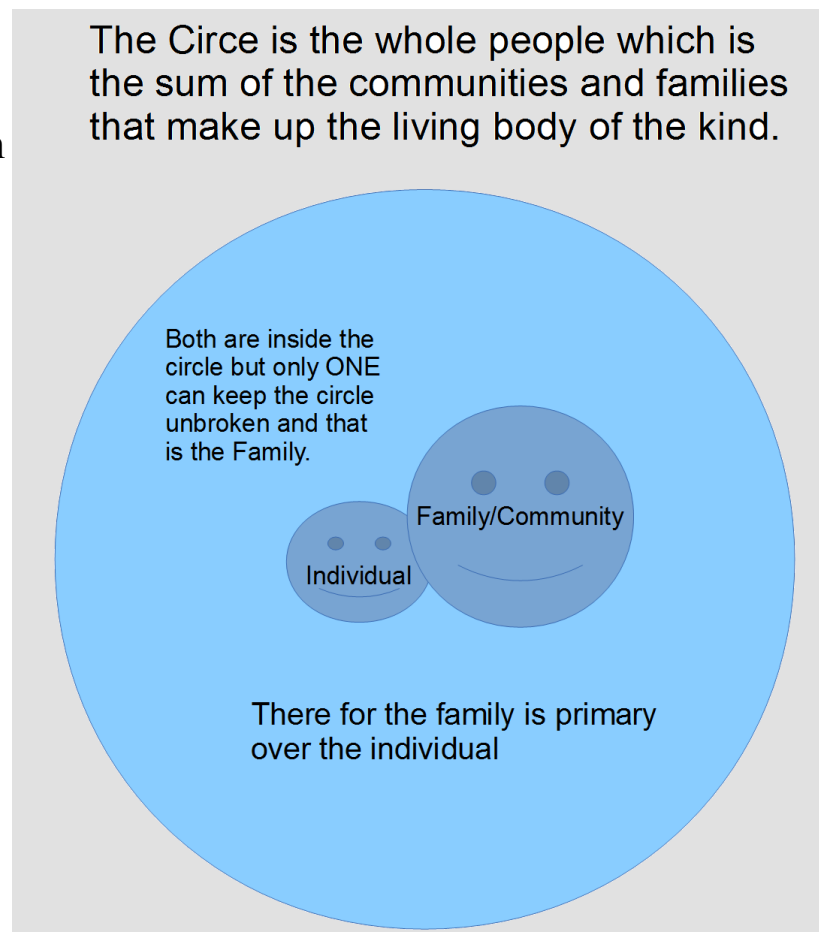 The Circe is the whole people which is
the sum of the communities and families
that make up the living body of the kind.
Both are inside the
circle but only ONE
can keep the circle
unbroken and that
is the Family.
Family/Community
Individual
There for the family is primary
over the individual